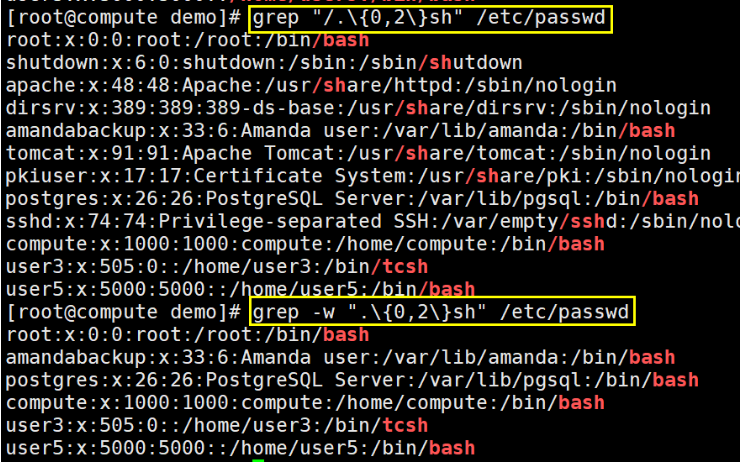 [root@compute demo]# grep "/.\{0,2\}sh" /etc/passwd
root:x:0:0:root:/root:/bin/bash
shutdown:x:6:0:shutdown:/sbin:/sbin/shutdown
apache:x:48:48:Apache:/usr/share/httpd:/sbin/nologin
dirsrv:x:389:389:389-ds-base:/usr/share/dirsrv:/sbin/nologin
amandabackup:x:33:6:Amanda user:/var/lib/amanda:/bin/bash
tomcat:x:91:91:Apache Tomcat:/usr/share/tomcat:/sbin/nologin
pkiuser:x:17:17:Certificate System:/usr/share/pki:/sbin/nologin
postgres:x:26:26:PostgreSQL Server:/var/lib/pgsql:/bin/bash
sshd:x:74:74:Privilege-separated SSH:/var/empty/sshd:/sbin/nolo
compute:x:1000:1000:compute:/home/compute:/bin/bash
user3:x:505:0::/home/user3:/bin/tcsh
user5:x:5000:5000::/home/user5:/bin/bash
[root@compute demo]# grep -w ".\{0,2\}sh" /etc/passwd
root:x:0:0:root:/root:/bin/bash
amandabackup:x:33:6:Amanda user:/var/lib/amanda:/bin/bash
postgres:x:26:26:PostgreSQL Server:/var/lib/pgsql:/bin/bash
compute:x:1000:1000:compute:/home/compute:/bin/bash
user3:x:505:0::/home/user3:/bin/tcsh
user5:x:5000:5000::/home/user5:/bin/bash